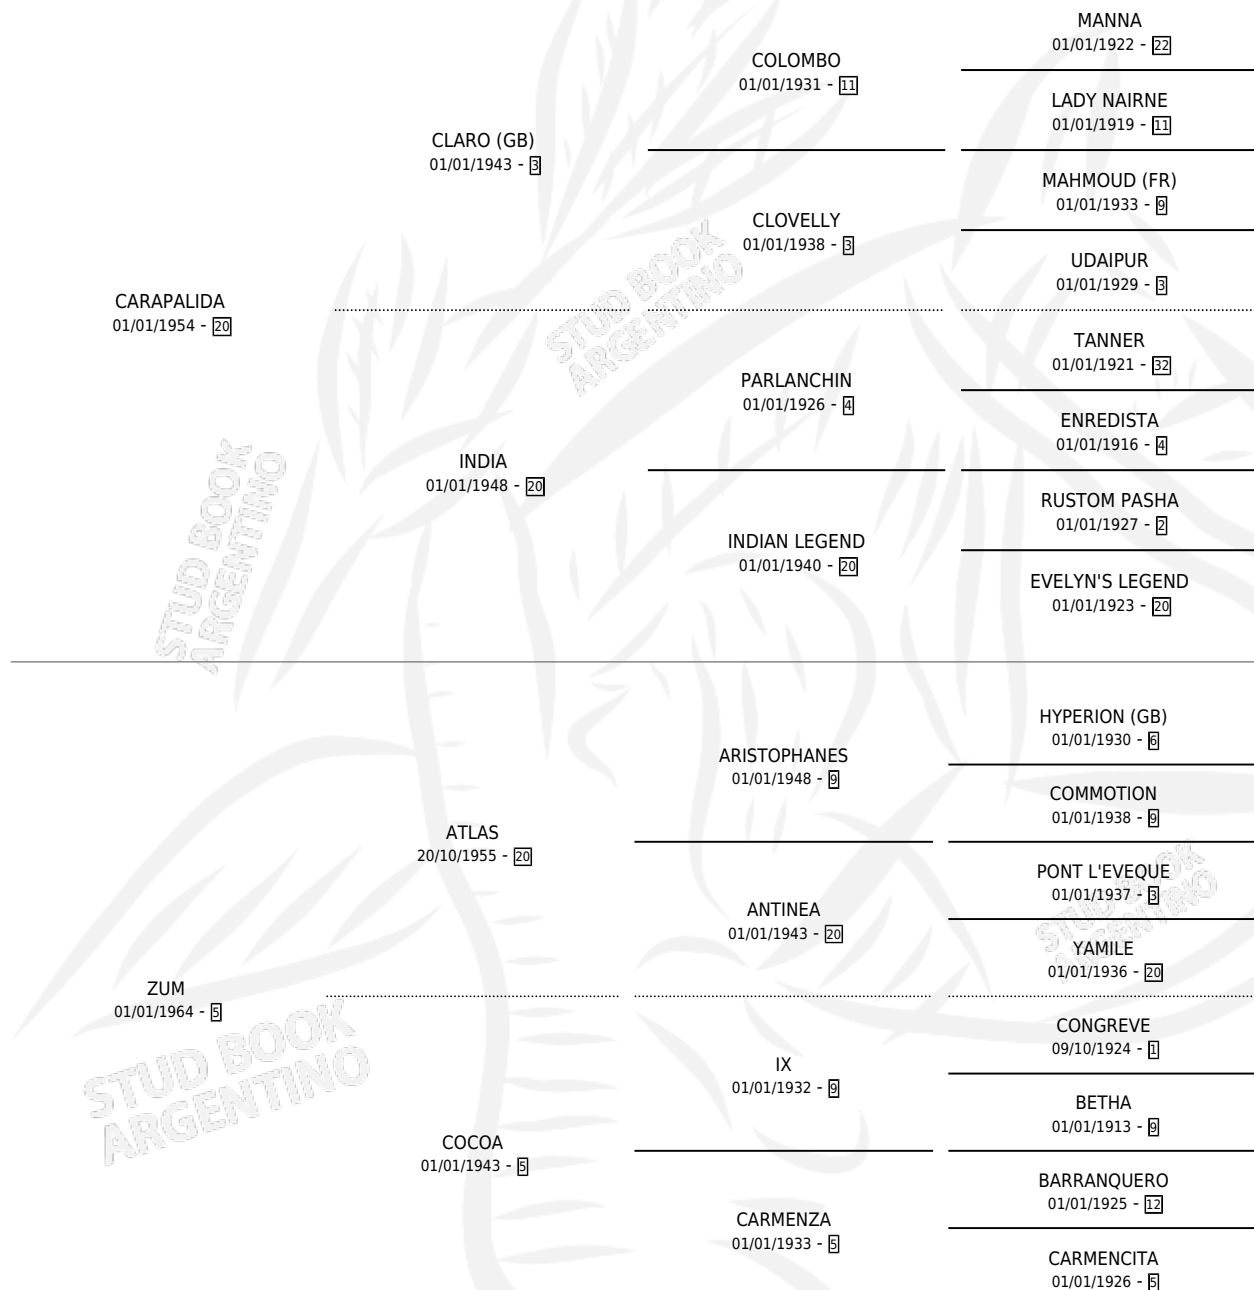 MANNA
01/01/1922 - 22
COLOMBO
01/01/1931 - 11
LADY NAIRNE
01/01/1919 - 11
CLARO (GB)
01/01/1943 - 3
MAHMOUD (FR)
01/01/1933 - 9
CLOVELLY
01/01/1938 - 3
UDAIPUR
01/01/1929 - 3
STUD BOOK
ARGENTINO
CARAPALIDA
01/01/1954 - 20
TANNER
01/01/1921 - 32
PARLANCHIN
01/01/1926 - 4
ENREDISTA
01/01/1916 - 4
INDIA
01/01/1948 - 20
RUSTOM PASHA
01/01/1927 - 2
INDIAN LEGEND
01/01/1940 - 20
EVELYN'S LEGEND
01/01/1923 - 20
STUD BOOK
ARGENTINO
HYPERION (GB)
01/01/1930 - 6
ARISTOPHANES
01/01/1948 - 9
COMMOTION
01/01/1938 - 9
ATLAS
20/10/1955 - 20
PONT L'EVEQUE
01/01/1937 - 3
ANTINEA
01/01/1943 - 20
STUD BOOK
ARGENTINO
YAMILE
01/01/1936 - 20
ZUM
01/01/1964 - 5
CONGREVE
09/10/1924 - 1
STUD BOOK
ARGENTINO
IX
01/01/1932 - 9
BETHA
01/01/1913 - 9
COCOA
01/01/1943 - 5
BARRANQUERO
01/01/1925 - 12
CARMENZA
01/01/1933 - 5
CARMENCITA
01/01/1926 - 5